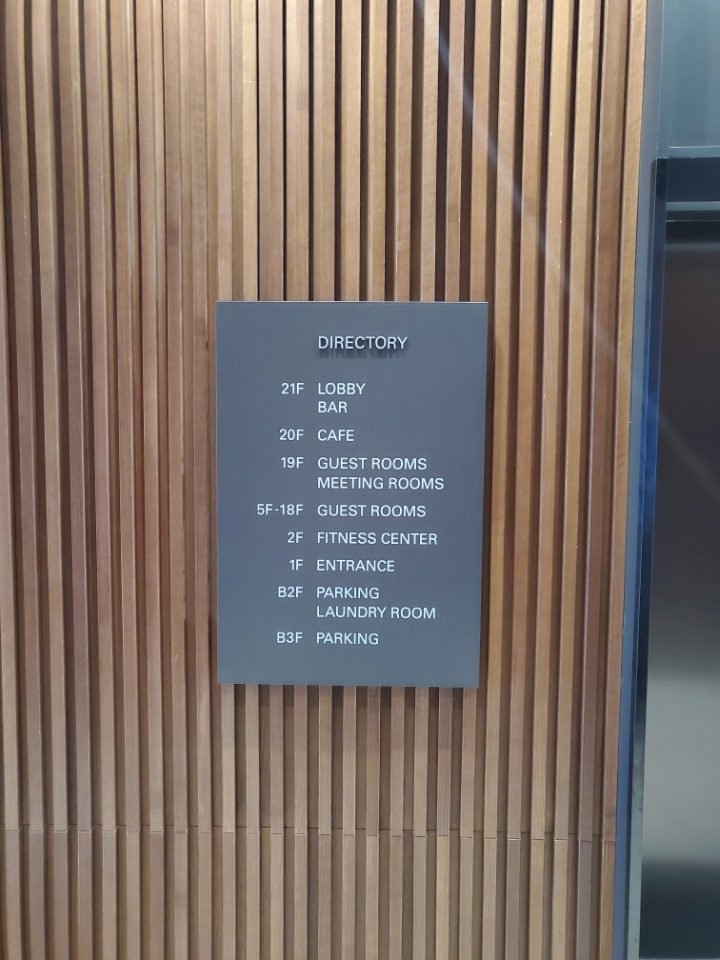 DIRECTORY
21F LOBBY
BAR
20F CAFE
19F GUEST ROOMS
MEETING ROOMS
5F-18F GUEST ROOMS
2F FITNESS CENTER
1F ENTRANCE
B2F PARKING
LAUNDRY ROOM
B3F PARKING